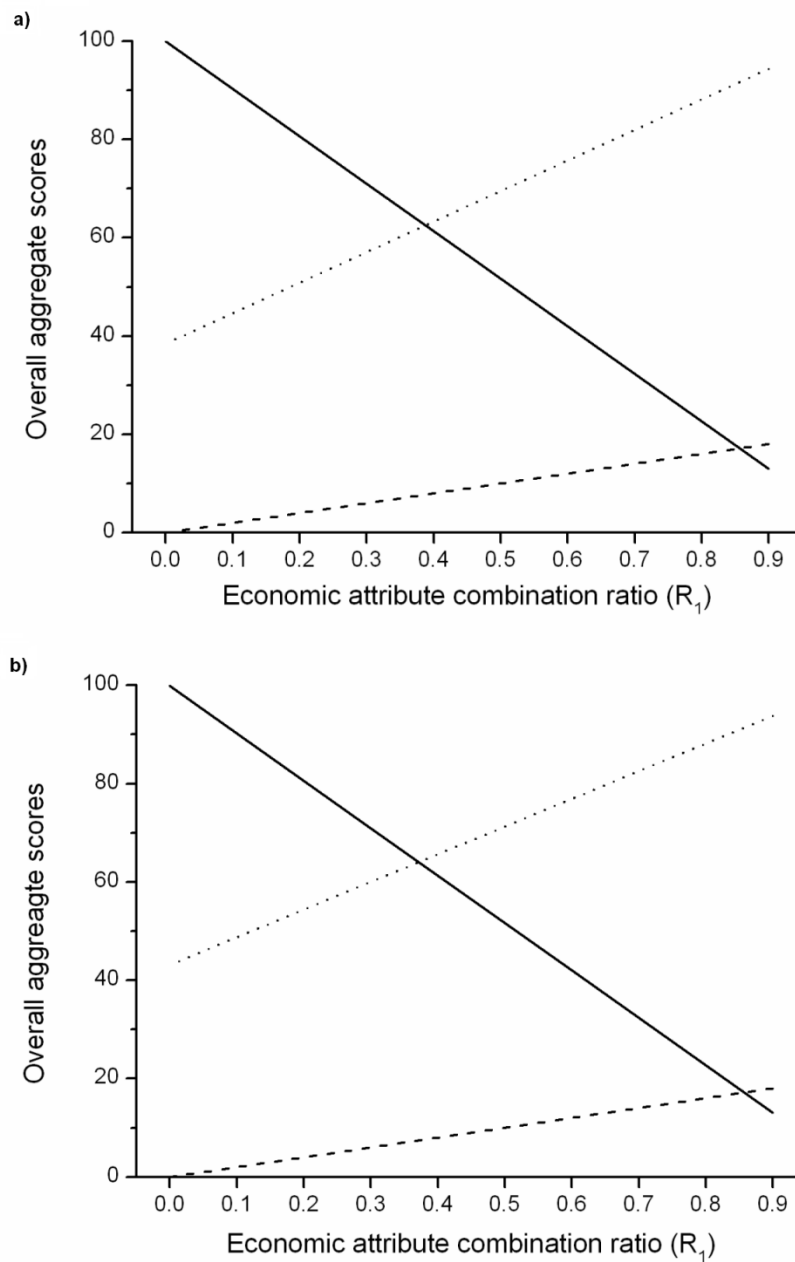 a)
100
80
60
40
20
0
Overall aggregate scores
0.0 0.1 0.2 0.3 0.4 0.5 0.6 0.7 0.8 0.9
Economic attribute combination ratio (R₁)
b)
100
80
60
40
20
0
Overall aggreagte scores
0.0 0.1 0.2 0.3 0.4 0.5 0.6 0.7 0.8 0.9
Economic attribute combination ratio (R₁)